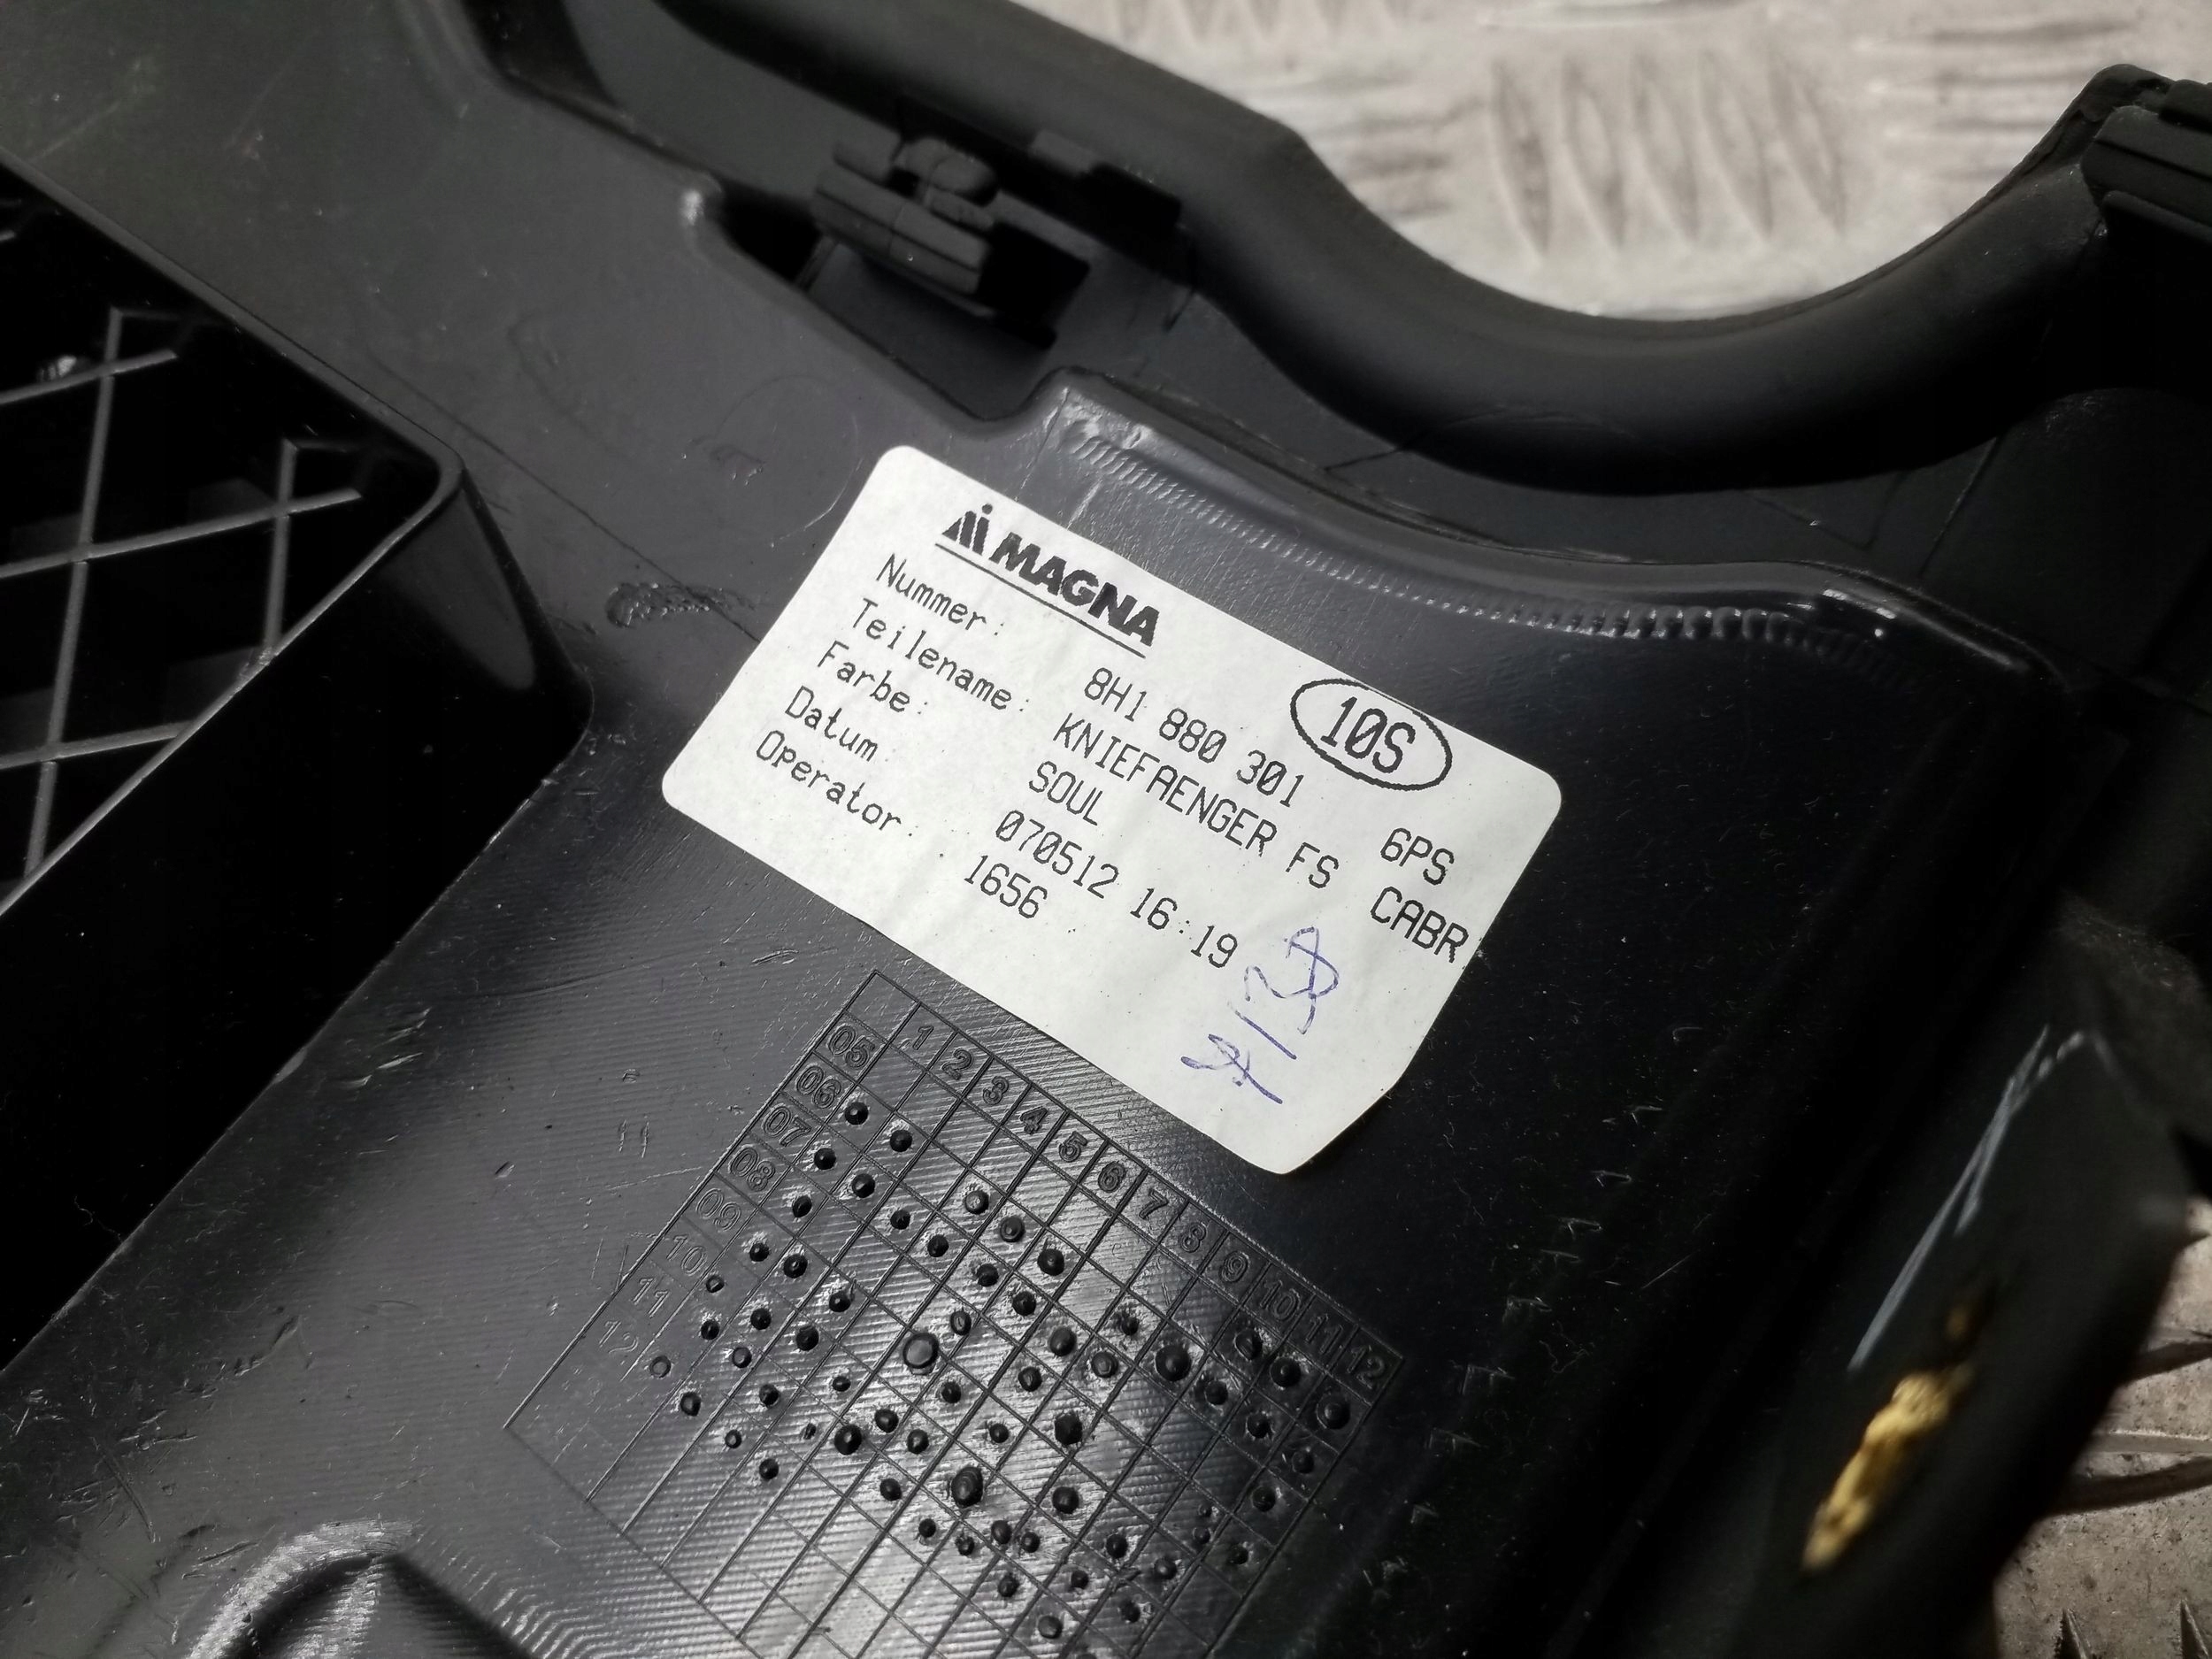 MAGNA
10S
Nummer: 8H1 880 301 6PS
Teilename: KNIEFAENGER FS CABR
Farbe: SOUL
Datum: 070512 16:19
Operator: 1656
1 2 3 4 5 6 7 8 9 10 11 12
05
06
07
08
09
10
11
12